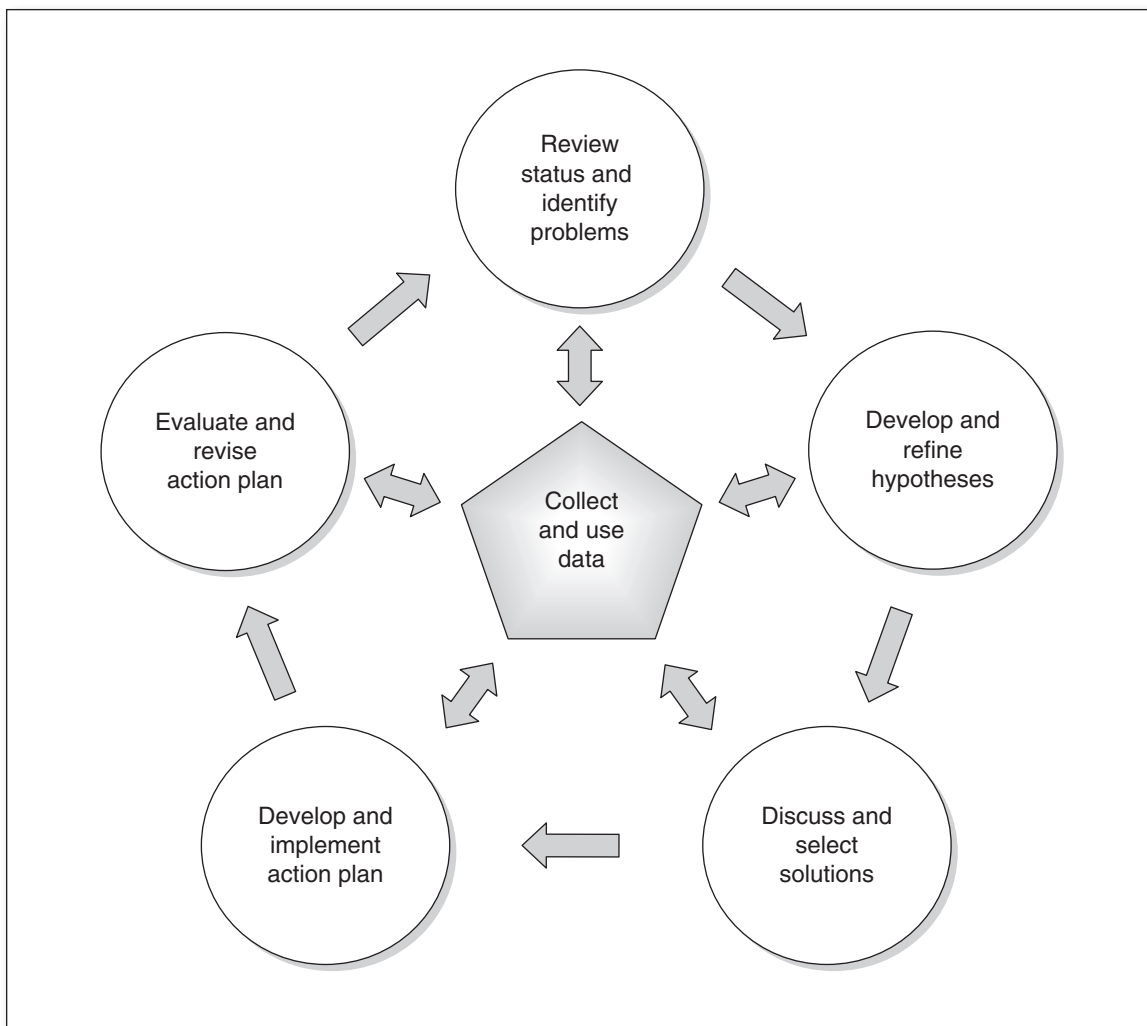 Review
status and
identify
problems
Develop and
refine
hypotheses
Discuss and
select
solutions
Develop and
implement
action plan
Evaluate and
revise
action plan
Collect
and use
data